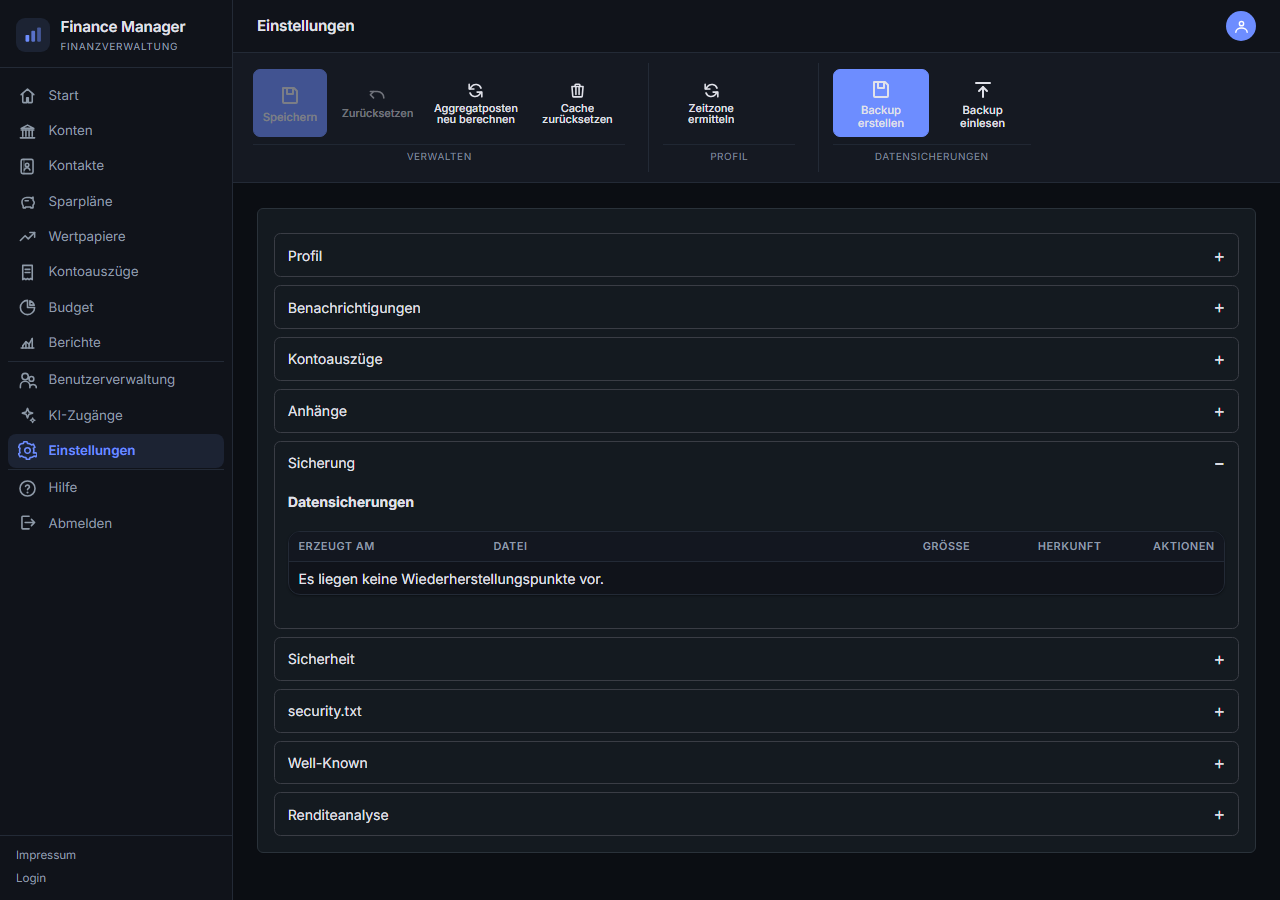 Finance Manager
FINANZVERWALTUNG
Start
Konten
Kontakte
Sparpläne
Wertpapiere
Kontoauszüge
Budget
Berichte
Benutzerverwaltung
KI-Zugänge
Einstellungen
Hilfe
Abmelden
Impressum
Login
Einstellungen
Speichern
Zurücksetzen
Aggregatposten
neu berechnen
Cache
zurücksetzen
VERWALTEN
Zeitzone
ermitteln
PROFIL
Backup
erstellen
Backup
einlesen
DATENSICHERUNGEN
Profil +
Benachrichtigungen +
Kontoauszüge +
Anhänge +
Sicherung −
Datensicherungen
ERZEUGT AM DATEI GRÖSSE HERKUNFT AKTIONEN
Es liegen keine Wiederherstellungspunkte vor.
Sicherheit +
security.txt +
Well-Known +
Renditeanalyse +